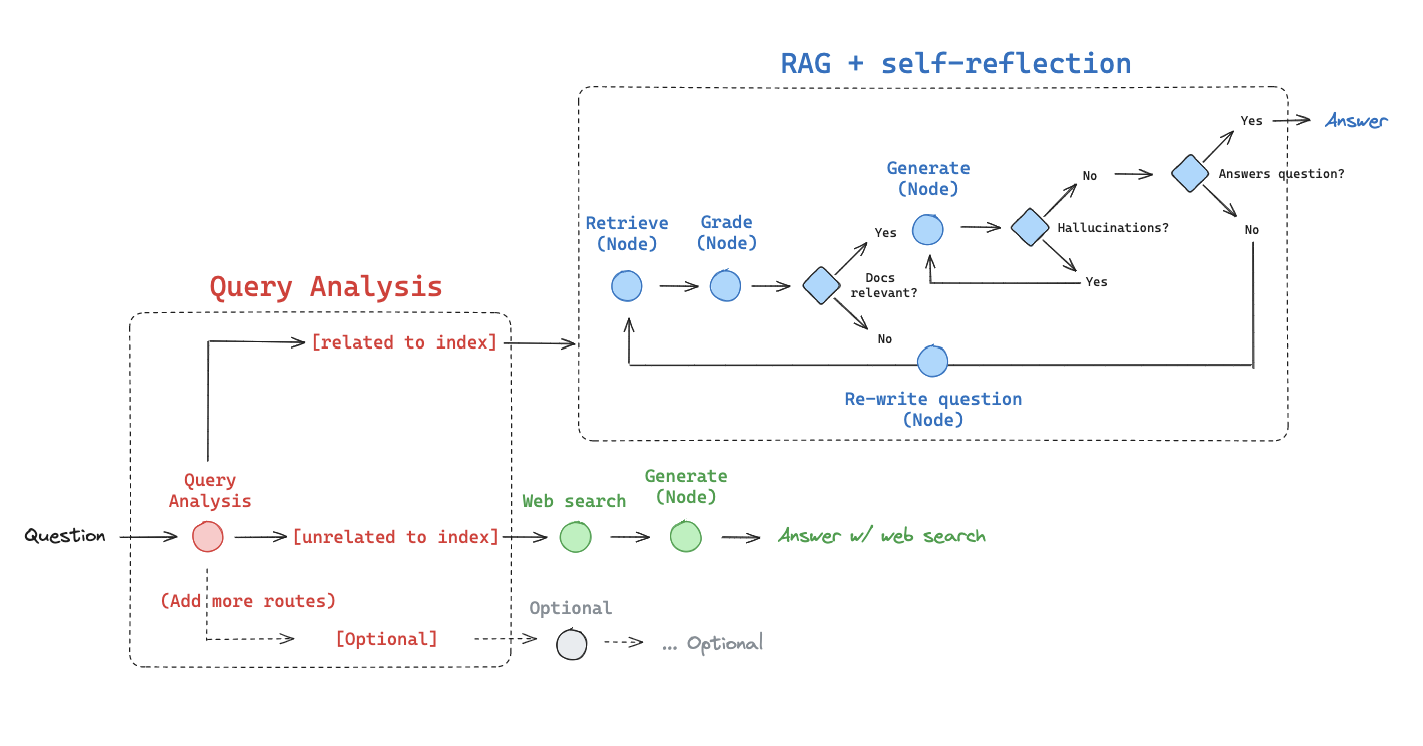 RAG + self-reflection
Yes
Answer
Answers question?
No
Generate
(Node)
No
Hallucinations?
Yes
Retrieve
(Node)
Grade
(Node)
Yes
Docs
relevant?
No
Re-write question
(Node)
Query Analysis
[related to index]
Query
Analysis
Question
[unrelated to index]
Web search
Generate
(Node)
Answer w/ web search
(Add more routes)
[Optional]
Optional
... Optional